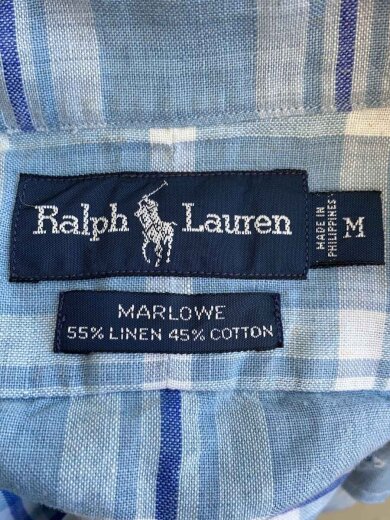 Ralph Lauren
MADE IN
PHILIPPINES
M
MARLOWE
55% LINEN 45% COTTON